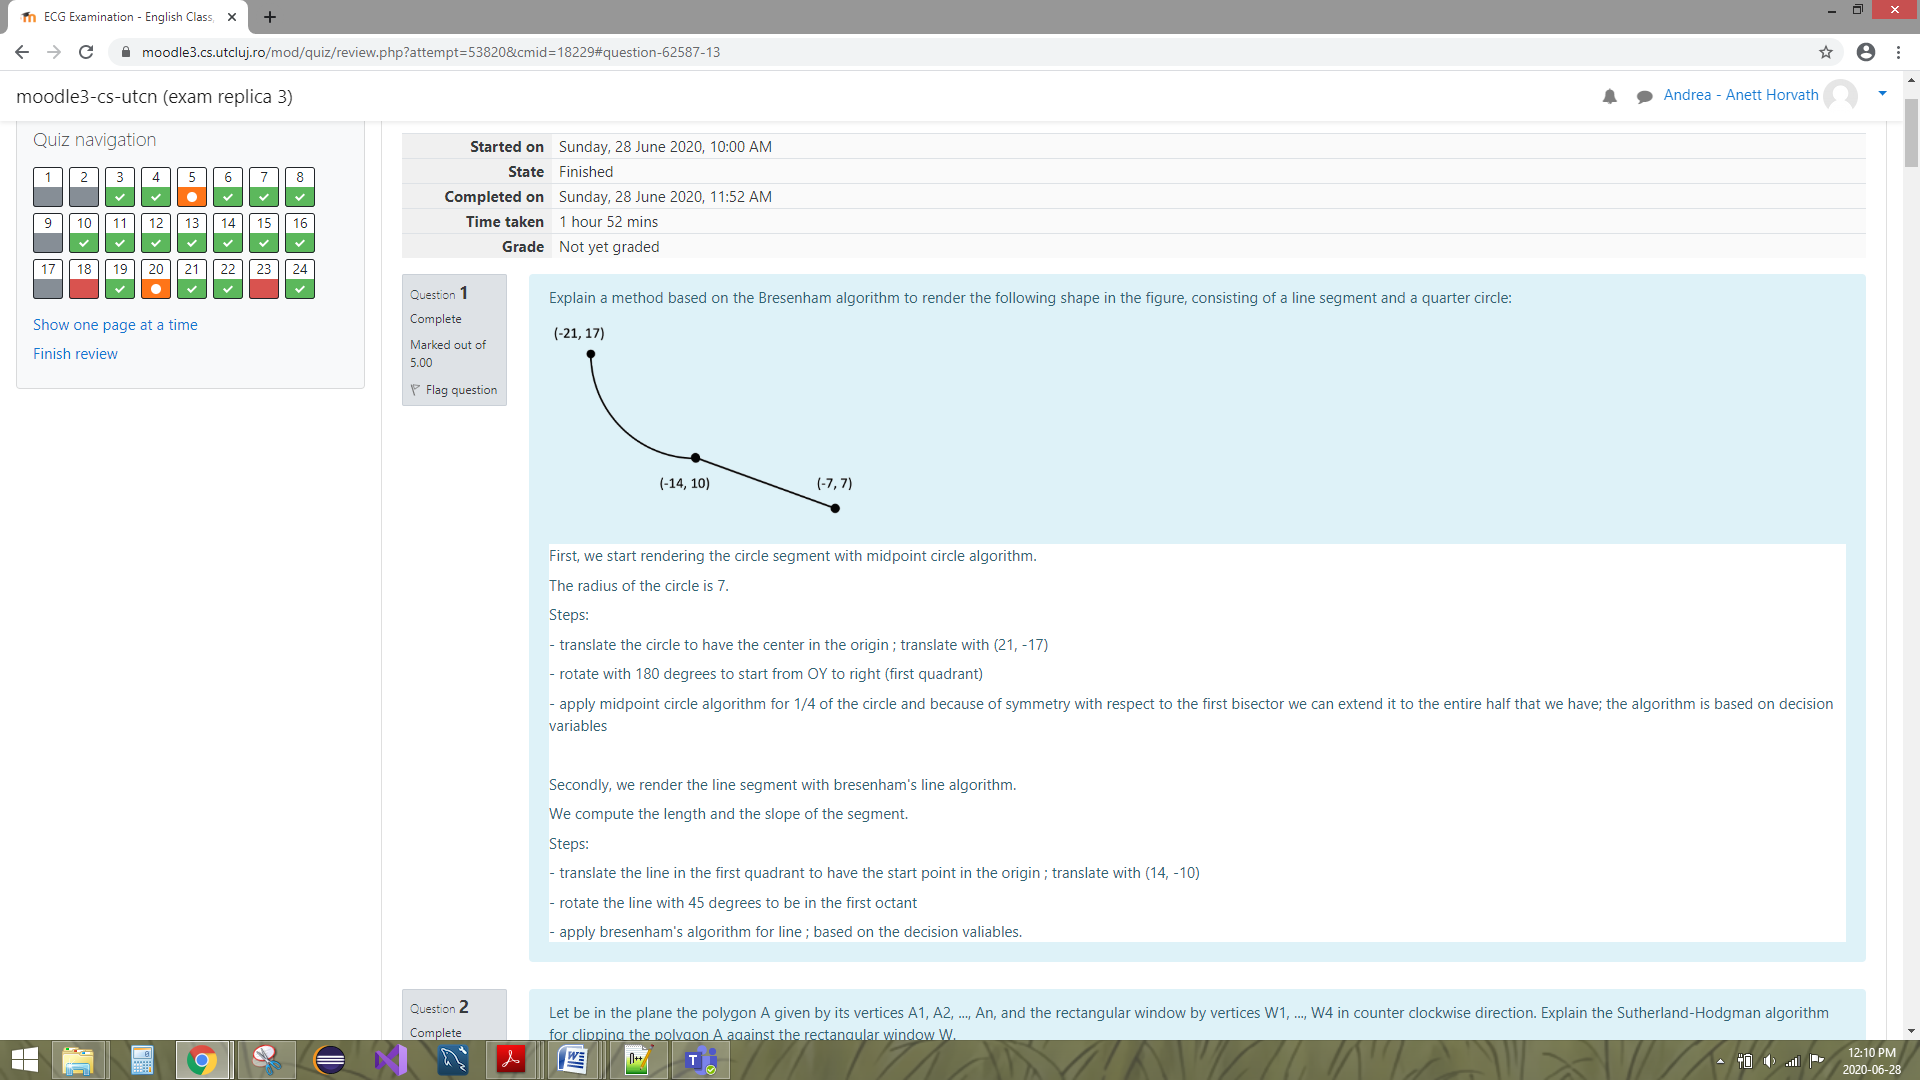 ECG Examination - English Class,
moodle3.cs.utcluj.ro/mod/quiz/review.php?attempt=53820&cmid=18229#question-62587-13
moodle3-cs-utcn (exam replica 3)
Andrea - Anett Horvath
Quiz navigation
1 2 3 4 5 6 7 8
9 10 11 12 13 14 15 16
17 18 19 20 21 22 23 24
Show one page at a time
Finish review
Started on Sunday, 28 June 2020, 10:00 AM
State Finished
Completed on Sunday, 28 June 2020, 11:52 AM
Time taken 1 hour 52 mins
Grade Not yet graded
Question 1
Complete
Marked out of
5.00
Flag question
Explain a method based on the Bresenham algorithm to render the following shape in the figure, consisting of a line segment and a quarter circle:
(-21, 17)
(-14, 10)
(-7, 7)
First, we start rendering the circle segment with midpoint circle algorithm.
The radius of the circle is 7.
Steps:
- translate the circle to have the center in the origin ; translate with (21, -17)
- rotate with 180 degrees to start from OY to right (first quadrant)
- apply midpoint circle algorithm for 1/4 of the circle and because of symmetry with respect to the first bisector we can extend it to the entire half that we have; the algorithm is based on decision
variables
Secondly, we render the line segment with bresenham's line algorithm.
We compute the length and the slope of the segment.
Steps:
- translate the line in the first quadrant to have the start point in the origin ; translate with (14, -10)
- rotate the line with 45 degrees to be in the first octant
- apply bresenham's algorithm for line ; based on the decision valiables.
Question 2
Complete
Let be in the plane the polygon A given by its vertices A1, A2, ..., An, and the rectangular window by vertices W1, ..., W4 in counter clockwise direction. Explain the Sutherland-Hodgman algorithm
for clipping the polygon A against the rectangular window W.
12:10 PM
2020-06-28